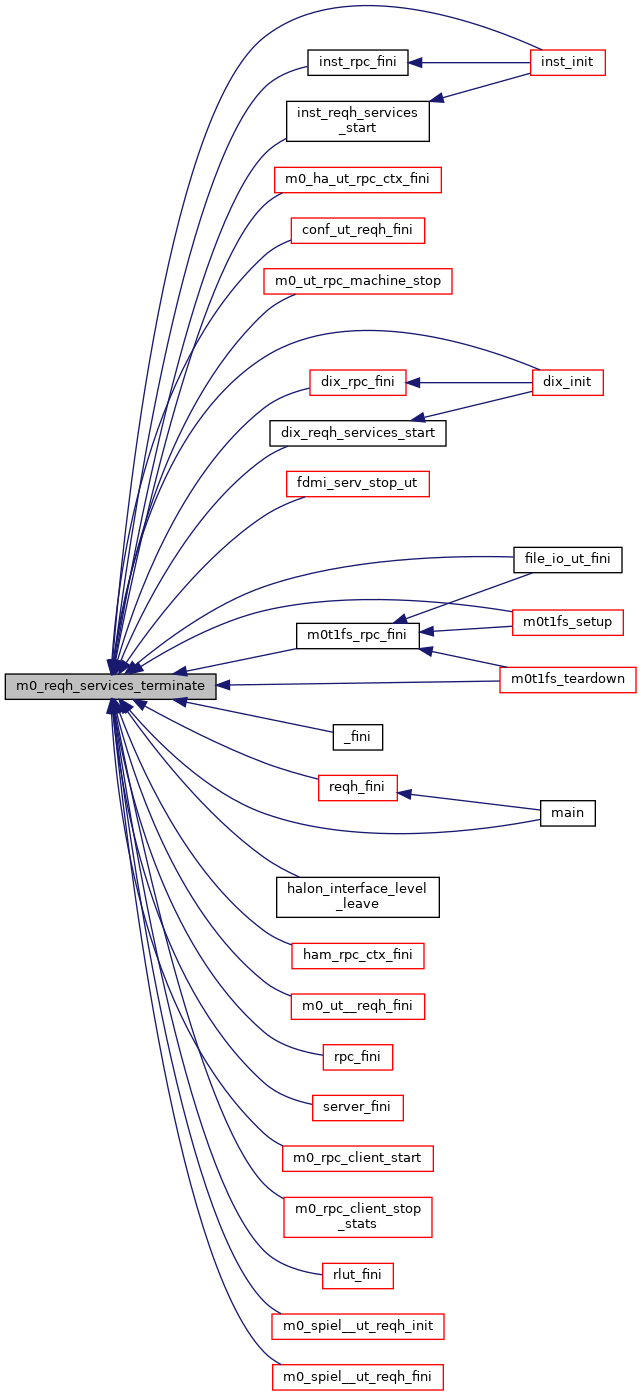 inst_rpc_fini
inst_init
inst_reqh_services
_start
m0_ha_ut_rpc_ctx_fini
conf_ut_reqh_fini
m0_ut_rpc_machine_stop
dix_rpc_fini
dix_init
dix_reqh_services_start
fdmi_serv_stop_ut
file_io_ut_fini
m0t1fs_setup
m0t1fs_rpc_fini
m0t1fs_teardown
m0_reqh_services_terminate
_fini
reqh_fini
main
halon_interface_level
_leave
ham_rpc_ctx_fini
m0_ut__reqh_fini
rpc_fini
server_fini
m0_rpc_client_start
m0_rpc_client_stop
_stats
rlut_fini
m0_spiel__ut_reqh_init
m0_spiel__ut_reqh_fini